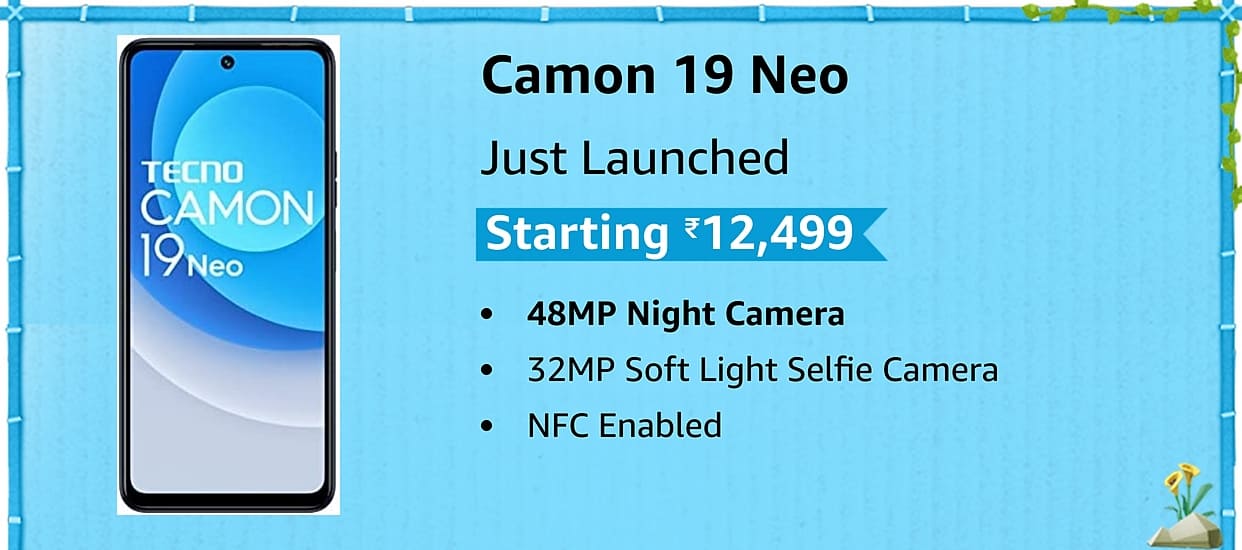 TECNO
CAMON
19 Neo
Camon 19 Neo
Just Launched
Starting ₹12,499
• 48MP Night Camera
• 32MP Soft Light Selfie Camera
• NFC Enabled